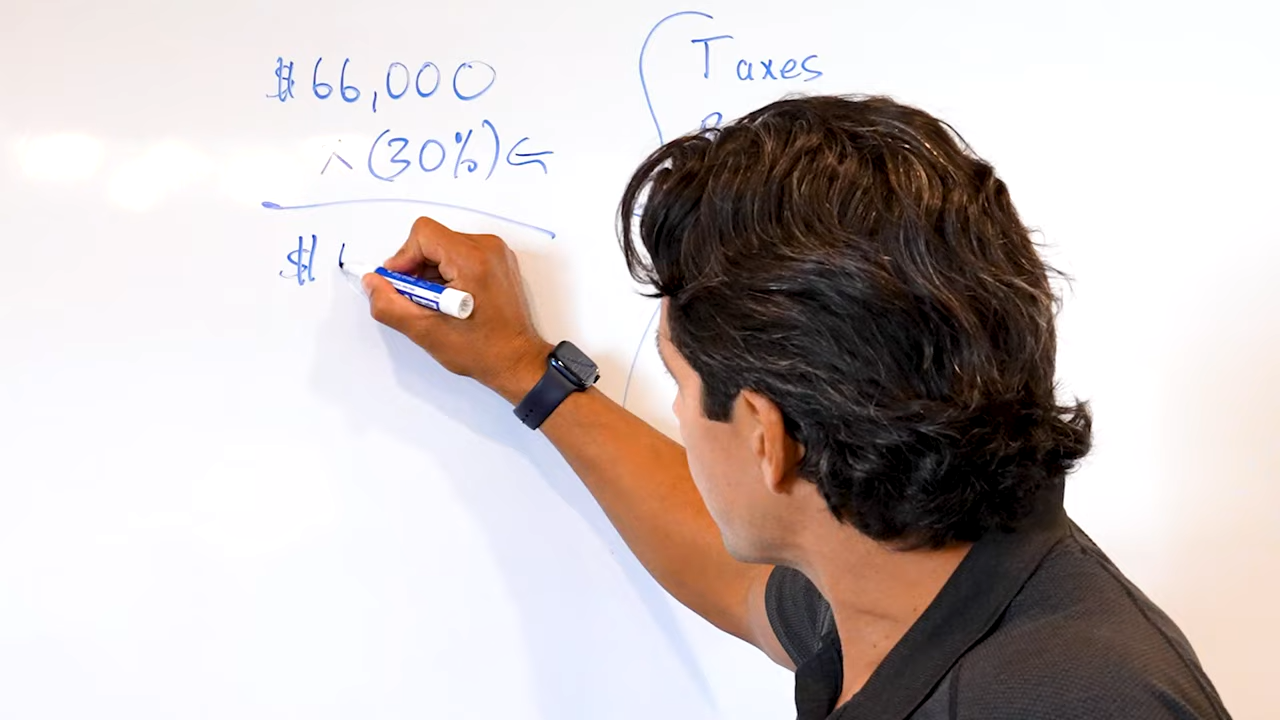 $66,000
× (30%) ⇐
$
Taxes